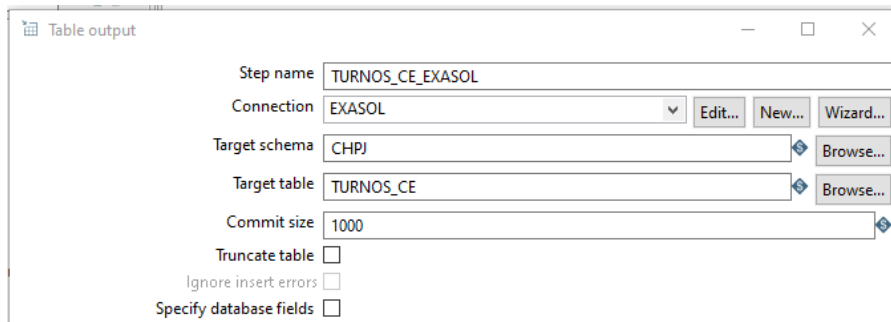 Table output
Step name TURNOS_CE_EXASOL
Connection EXASOL Edit... New... Wizard...
Target schema CHPJ Browse...
Target table TURNOS_CE Browse...
Commit size 1000
Truncate table
Ignore insert errors
Specify database fields